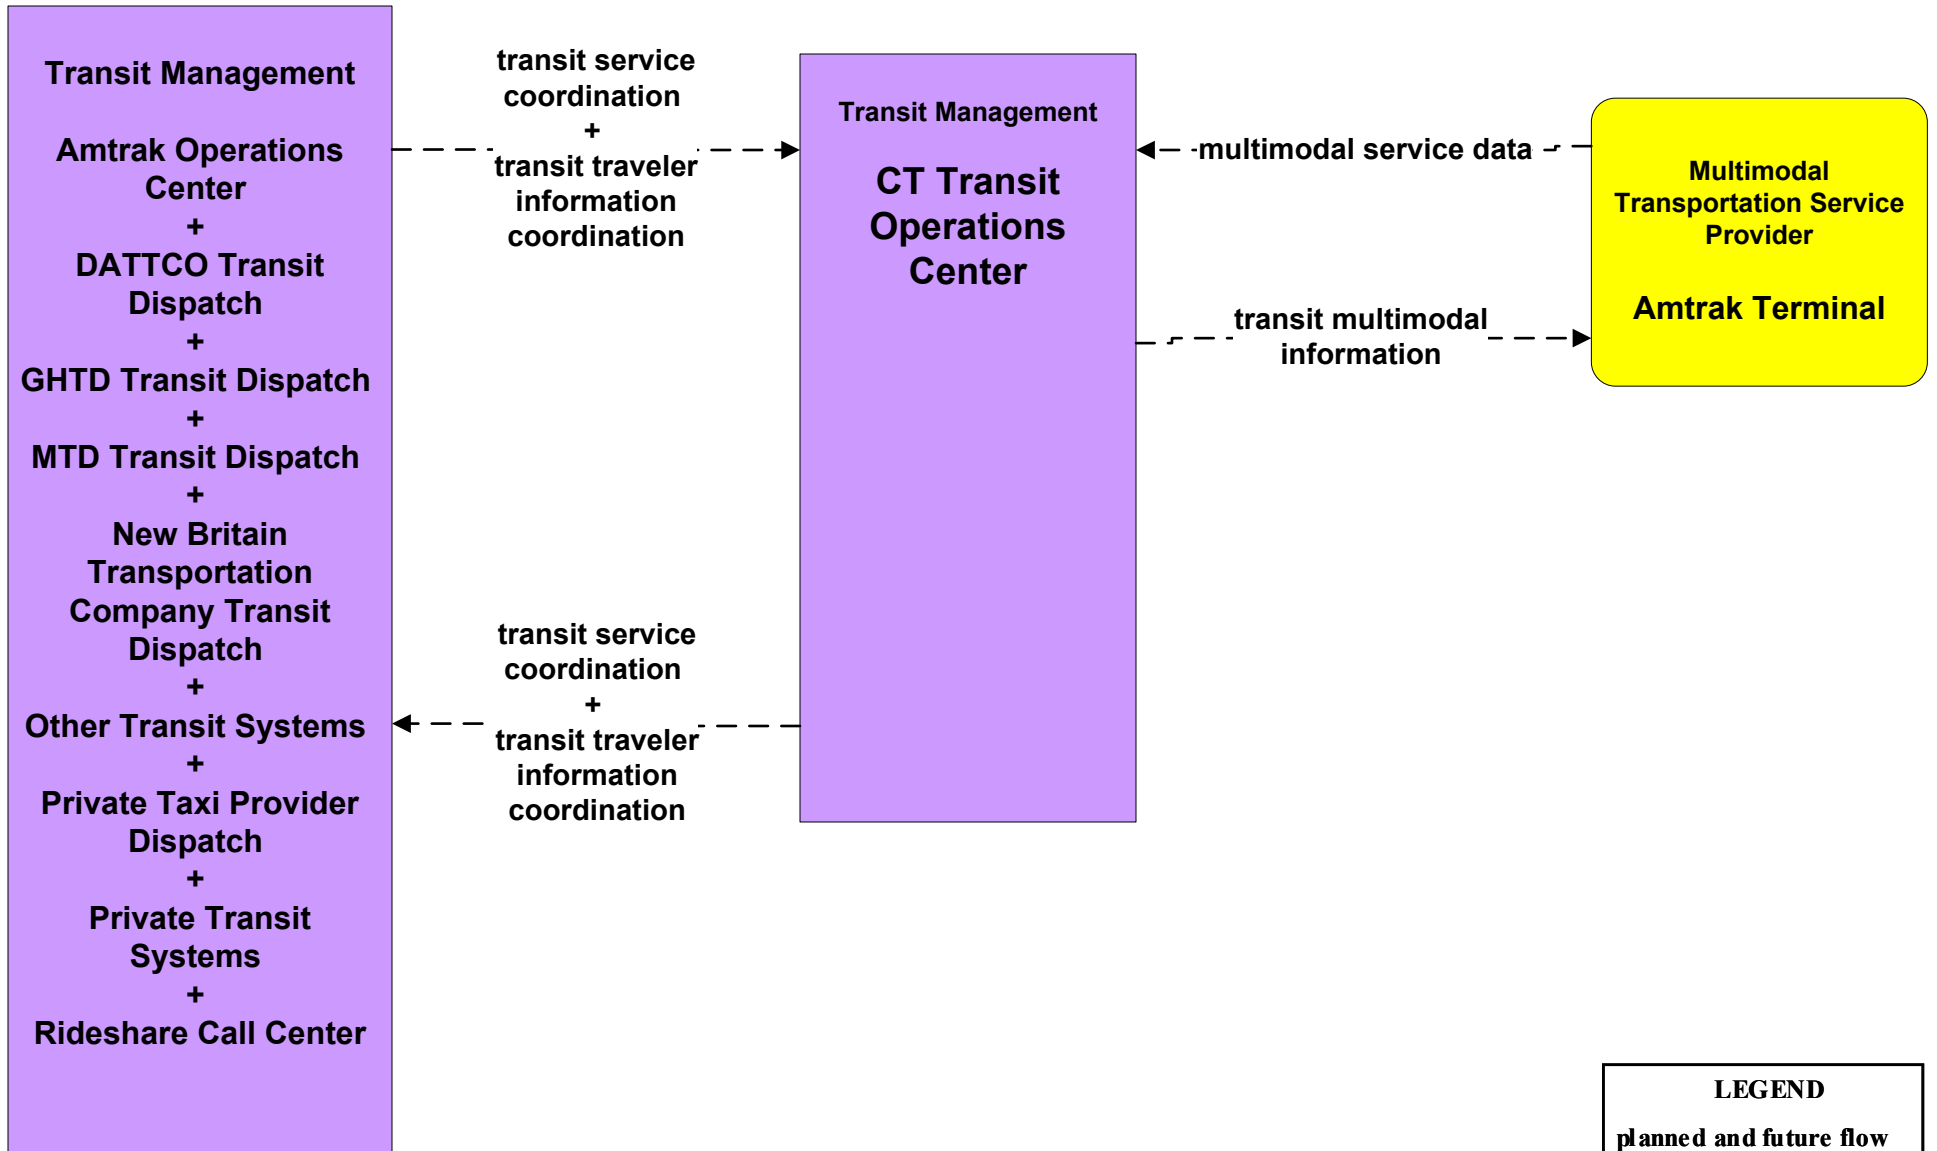 Transit Management
Amtrak Operations
Center
+
DATTCO Transit
Dispatch
+
GHTD Transit Dispatch
+
MTD Transit Dispatch
+
New Britain
Transportation
Company Transit
Dispatch
+
Other Transit Systems
+
Private Taxi Provider
Dispatch
+
Private Transit
Systems
+
Rideshare Call Center
transit service
coordination
+
transit traveler
information
coordination
transit service
coordination
+
transit traveler
information
coordination
Transit Management
CT Transit
Operations
Center
multimodal service data
transit multimodal
information
Multimodal
Transportation Service
Provider
Amtrak Terminal
LEGEND
planned and future flow